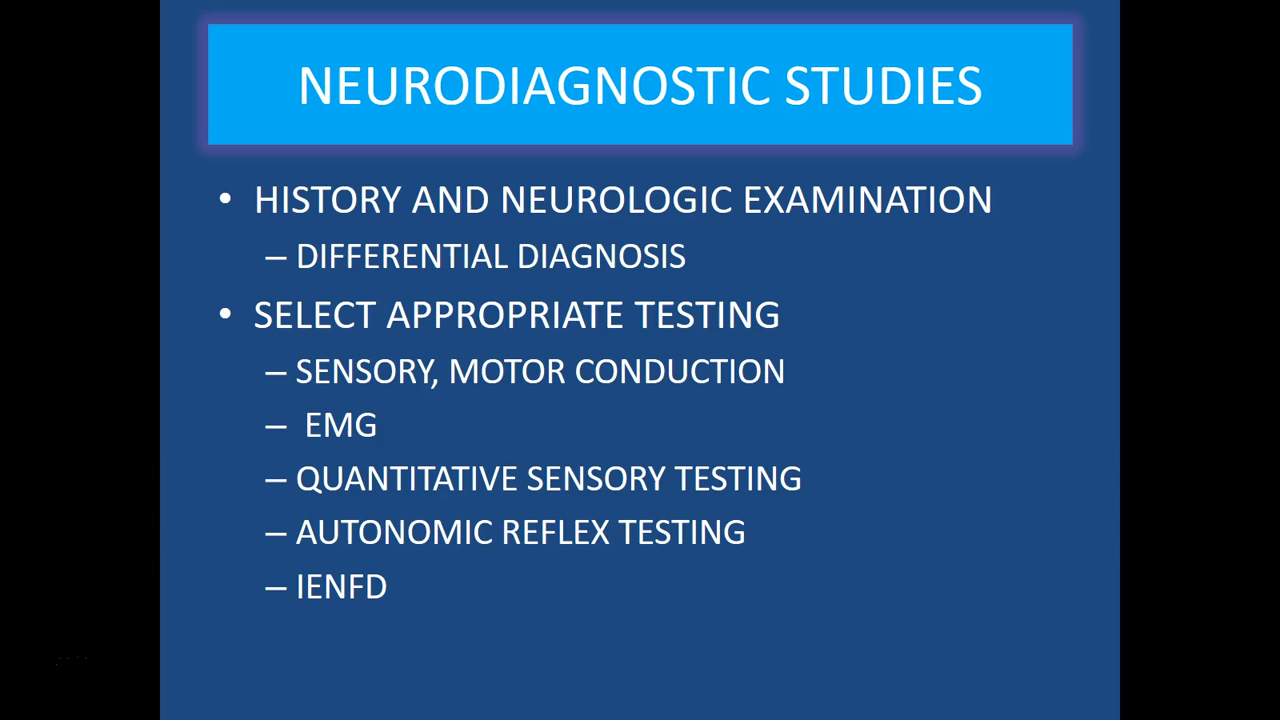 NEURODIAGNOSTIC STUDIES
• HISTORY AND NEUROLOGIC EXAMINATION
– DIFFERENTIAL DIAGNOSIS
• SELECT APPROPRIATE TESTING
– SENSORY, MOTOR CONDUCTION
– EMG
– QUANTITATIVE SENSORY TESTING
– AUTONOMIC REFLEX TESTING
– IENFD